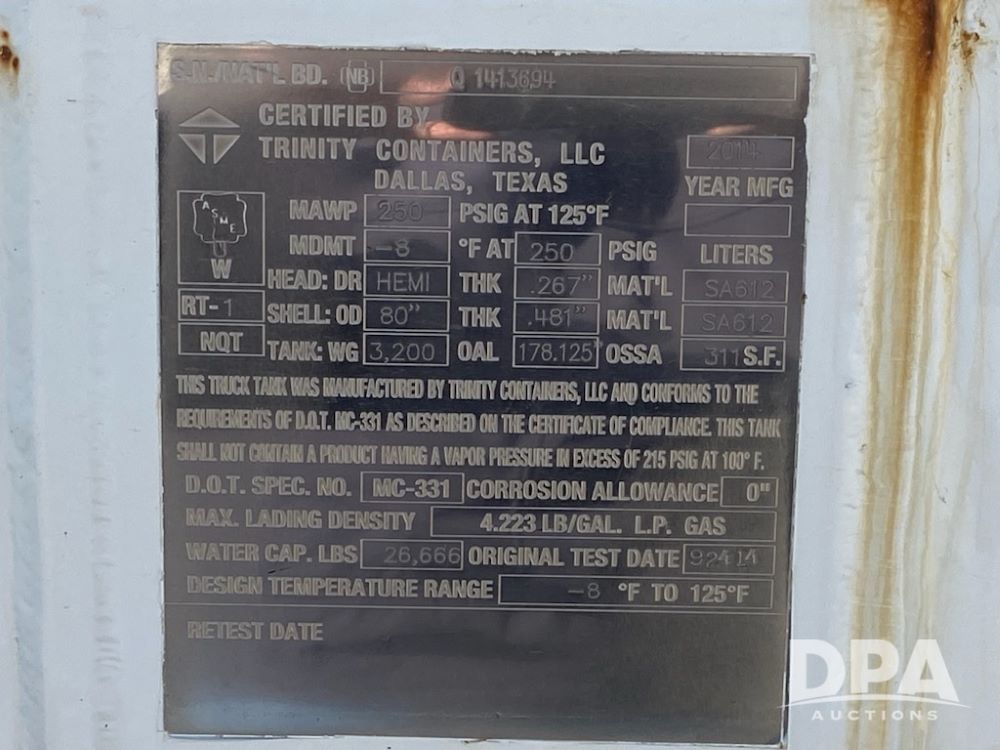 S.N./NAT'L BD. NB Q 1413694
CERTIFIED BY
TRINITY CONTAINERS, LLC 2014
DALLAS, TEXAS YEAR MFG
ASME W
MAWP 250 PSIG AT 125°F
MDMT -8 °F AT 250 PSIG LITERS
HEAD: DR HEMI THK .267" MAT'L SA612
RT-1 SHELL: OD 80" THK .481" MAT'L SA612
NQT TANK: WG 3,200 OAL 178.125" OSSA 311 S.F.
THIS TRUCK TANK WAS MANUFACTURED BY TRINITY CONTAINERS, LLC AND CONFORMS TO THE
REQUIREMENTS OF D.O.T. MC-331 AS DESCRIBED ON THE CERTIFICATE OF COMPLIANCE. THIS TANK
SHALL NOT CONTAIN A PRODUCT HAVING A VAPOR PRESSURE IN EXCESS OF 215 PSIG AT 100° F.
D.O.T. SPEC. NO. MC-331 CORROSION ALLOWANCE 0"
MAX. LADING DENSITY 4.223 LB/GAL. L.P. GAS
WATER CAP. LBS 26,666 ORIGINAL TEST DATE 92414
DESIGN TEMPERATURE RANGE -8 °F TO 125°F
RETEST DATE
DPA
AUCTIONS